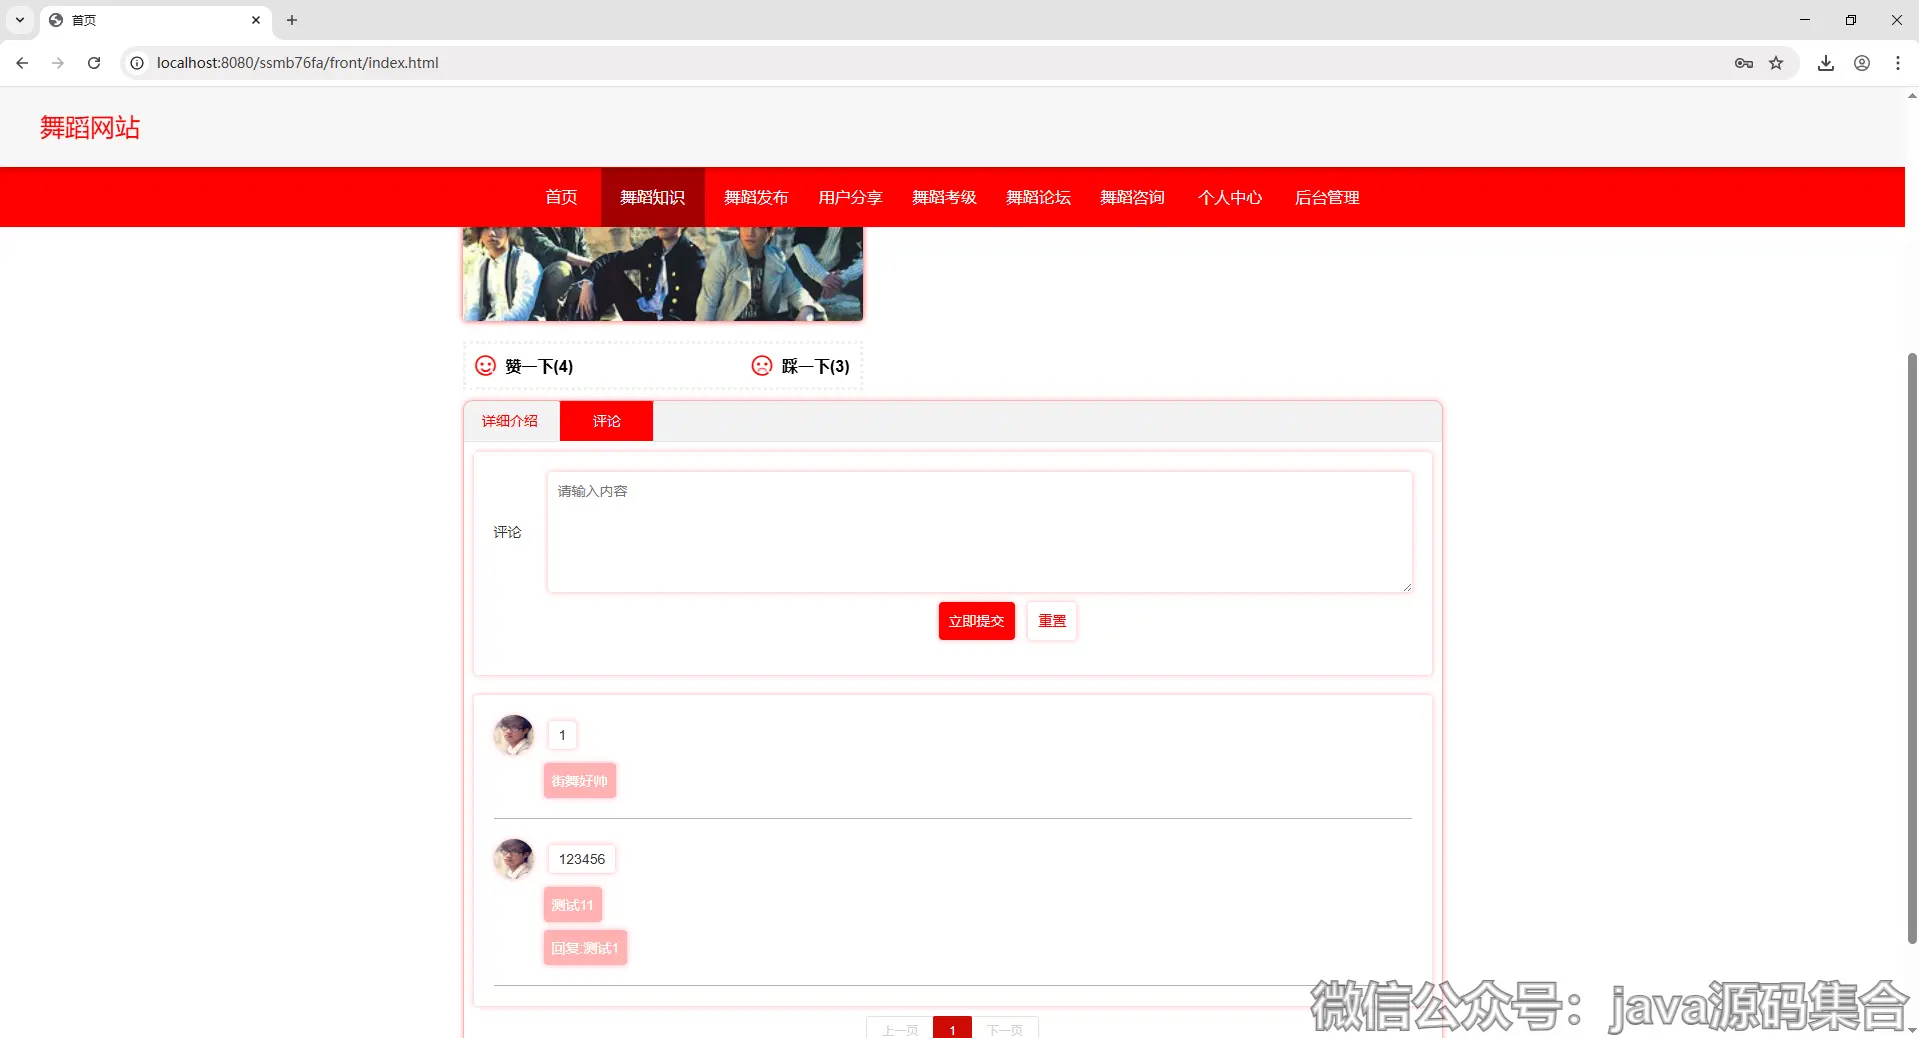 首页
localhost:8080/ssmb76fa/front/index.html
舞蹈网站
首页 舞蹈知识 舞蹈发布 用户分享 舞蹈考级 舞蹈论坛 舞蹈咨询 个人中心 后台管理
赞一下(4) 踩一下(3)
详细介绍 评论
请输入内容
评论
立即提交 重置
1
街舞好帅
123456
测试11
回复:测试1
上一页 1 下一页
微信公众号：java源码集合